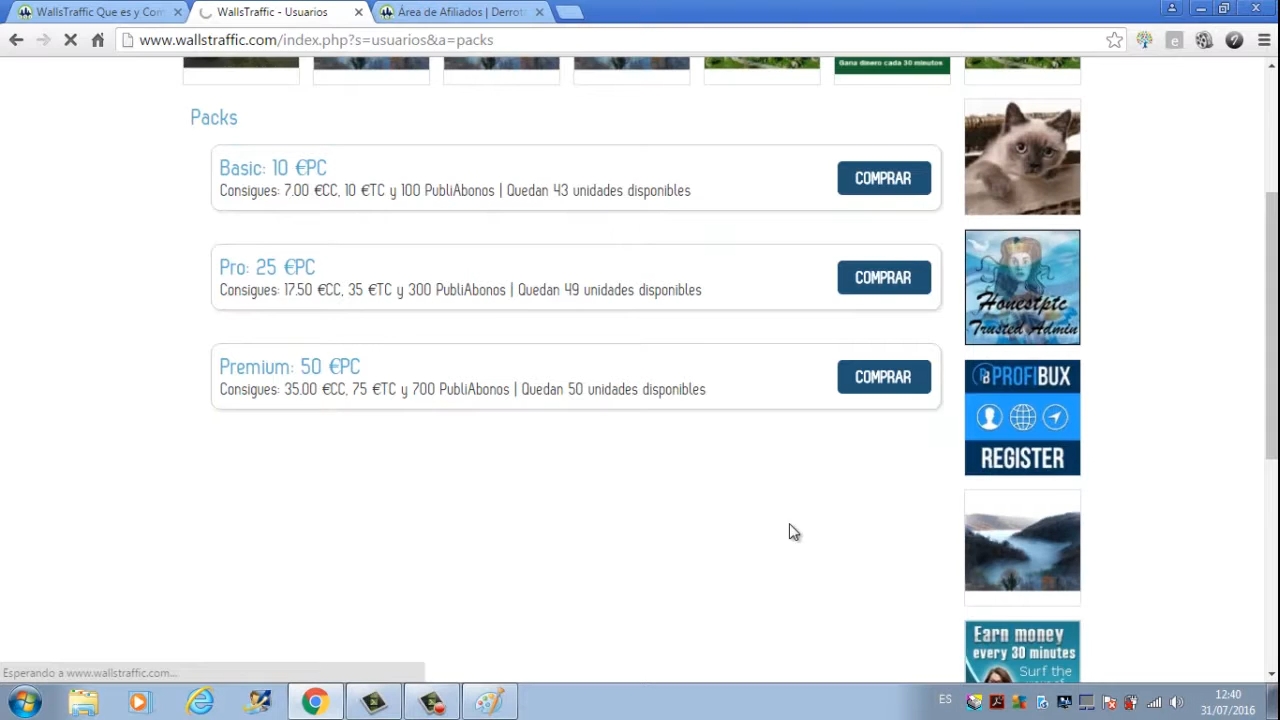 WallsTraffic Que es y Com
WallsTraffic - Usuarios
Área de Afiliados | Derrota
www.wallstraffic.com/index.php?s=usuarios&a=packs
Gana dinero cada 30 minutos
Packs
Basic: 10 €PC
Consigues: 7.00 €CC, 10 €TC y 100 PubliAbonos | Quedan 43 unidades disponibles
COMPRAR
Pro: 25 €PC
Consigues: 17.50 €CC, 35 €TC y 300 PubliAbonos | Quedan 49 unidades disponibles
COMPRAR
Premium: 50 €PC
Consigues: 35.00 €CC, 75 €TC y 700 PubliAbonos | Quedan 50 unidades disponibles
COMPRAR
Honestptc
Trusted Admin
PB PROFIBUX
REGISTER
Earn money
every 30 minutes
Surf the
Esperando a www.wallstraffic.com...
ES
12:40
31/07/2016